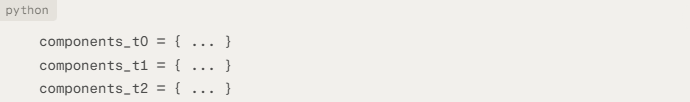 python
components_t0 = { ... }
components_t1 = { ... }
components_t2 = { ... }